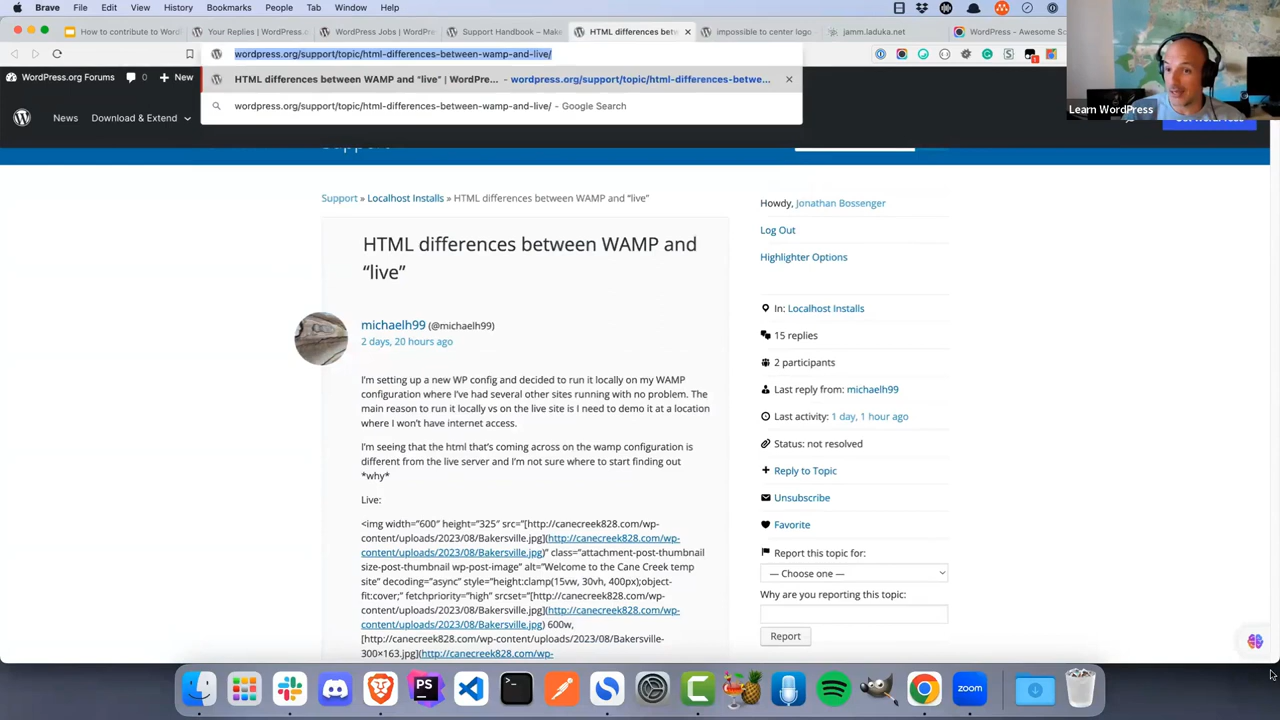 Brave File Edit View History Bookmarks People Tab Window Help
How to contribute to Word
Your Replies | WordPress.o
WordPress Jobs | WordPre
Support Handbook – Make
HTML differences betw
impossible to center logo
jamm.laduka.net
WordPress - Awesome S
wordpress.org/support/topic/html-differences-between-wamp-and-live/
HTML differences between WAMP and “live” | WordPre... - wordpress.org/support/topic/html-differences-betwe...
wordpress.org/support/topic/html-differences-between-wamp-and-live/ - Google Search
WordPress.org Forums 0 New
News Download & Extend
Learn WordPress
Support » Localhost Installs » HTML differences between WAMP and “live”
HTML differences between WAMP and
“live”
michaelh99 (@michaelh99)
2 days, 20 hours ago
I’m setting up a new WP config and decided to run it locally on my WAMP
configuration where I’ve had several other sites running with no problem. The
main reason to run it locally vs on the live site is I need to demo it at a location
where I won’t have internet access.
I’m seeing that the html that’s coming across on the wamp configuration is
different from the live server and I’m not sure where to start finding out
*why*
Live:
<img width=”600″ height=”325″ src=”[http://canecreek828.com/wp-
content/uploads/2023/08/Bakersville.jpg](http://canecreek828.com/wp-
content/uploads/2023/08/Bakersville.jpg)” class=”attachment-post-thumbnail
size-post-thumbnail wp-post-image” alt=”Welcome to the Cane Creek temp
site” decoding=”async” style=”height:clamp(15vw, 30vh, 400px);object-
fit:cover;” fetchpriority=”high” srcset=”[http://canecreek828.com/wp-
content/uploads/2023/08/Bakersville.jpg](http://canecreek828.com/wp-
content/uploads/2023/08/Bakersville.jpg) 600w,
[http://canecreek828.com/wp-content/uploads/2023/08/Bakersville-
300×163.jpg](http://canecreek828.com/wp-
Howdy, Jonathan Bossenger
Log Out
Highlighter Options
In: Localhost Installs
15 replies
2 participants
Last reply from: michaelh99
Last activity: 1 day, 1 hour ago
Status: not resolved
Reply to Topic
Unsubscribe
Favorite
Report this topic for:
— Choose one —
Why are you reporting this topic:
Report
PS
zoom